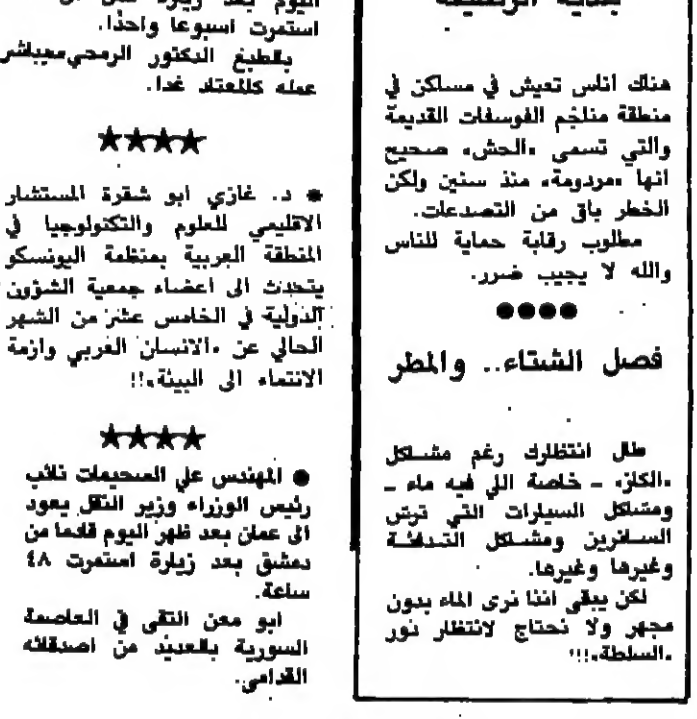 هناك اناس تعيش في مساكن في
منطقة مناجم الفوسفات القديمة
والتي تسمى «الحش» صحيح
انها «مردومة» منذ سنين ولكن
الخطر باق من التصدعات.
مطلوب رقابة حماية للناس
والله لا يجيب ضرر.
●●●●
فصل الشتاء.. والمطر
طال انتظارك رغم مشاكل
«الكاز» ـ خاصة اللي فيه ماء ـ
ومشاكل السيارات التي ترش
السائرين ومشاكل التدفئة
وغيرها وغيرها.
لكن يبقى اننا نرى الماء بدون
مجهر ولا نحتاج لانتظار نور
«السلطة»!!!
اليوم بعد زيارة
استمرت اسبوعا واحدا.
بالطبع الدكتور الرمحي سيباشر
عمله كالمعتاد غدا.
★★★★
● د. غازي ابو شقرة المستشار
الاقليمي للعلوم والتكنولوجيا في
المنطقة العربية بمنظمة اليونسكو
يتحدث الى اعضاء جمعية الشؤون
الدولية في الخامس عشر من الشهر
الحالي عن «الانسان العربي وازمة
الانتماء الى البيئة»!!
★★★★
● المهندس علي السحيمات نائب
رئيس الوزراء وزير النقل يعود
الى عمان بعد ظهر اليوم قادما من
دمشق بعد زيارة استمرت ٤٨
ساعة.
ابو معن التقى في العاصمة
السورية بالعديد من اصدقائه
القدامى.